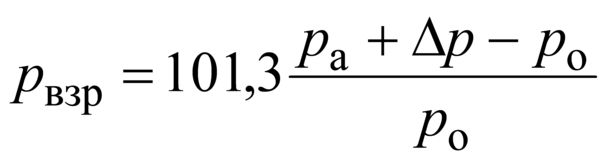 p_взр = 101,3 (p_а + Δp − p_о) / p_о